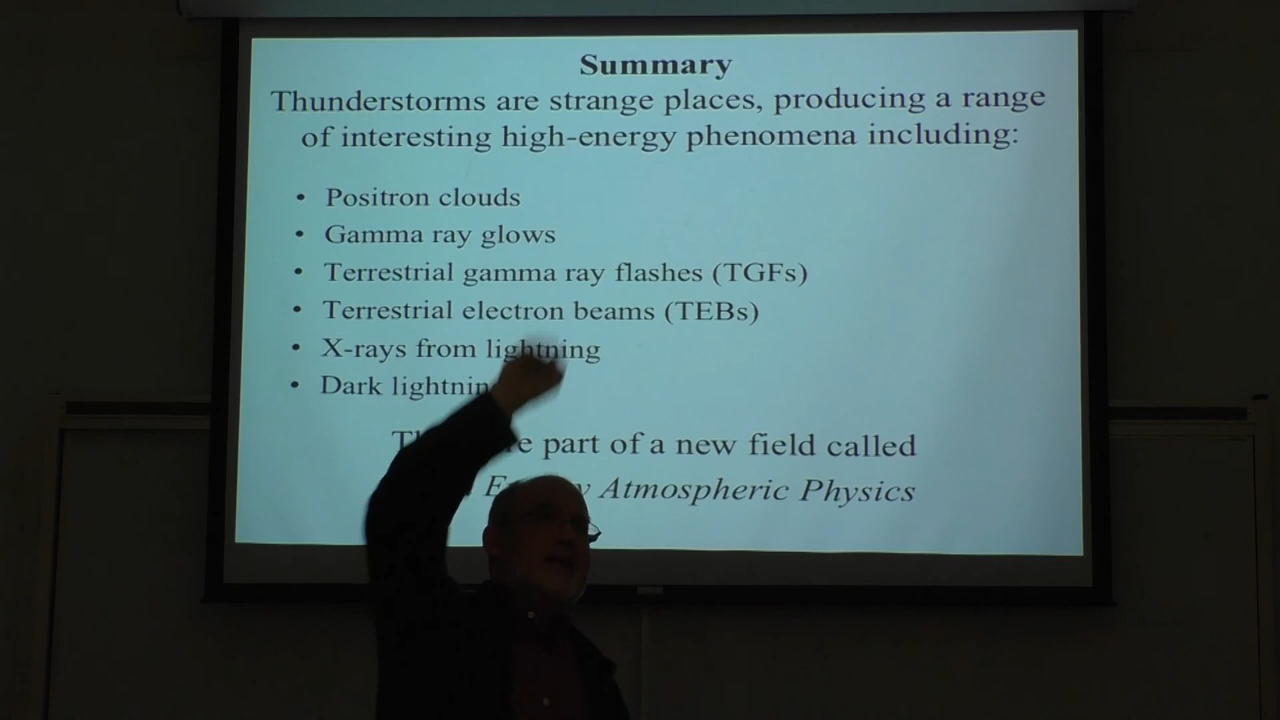 Summary
Thunderstorms are strange places, producing a range
of interesting high-energy phenomena including:
• Positron clouds
• Gamma ray glows
• Terrestrial gamma ray flashes (TGFs)
• Terrestrial electron beams (TEBs)
• X-rays from lightning
• Dark lightnin
part of a new field called
Atmospheric Physics